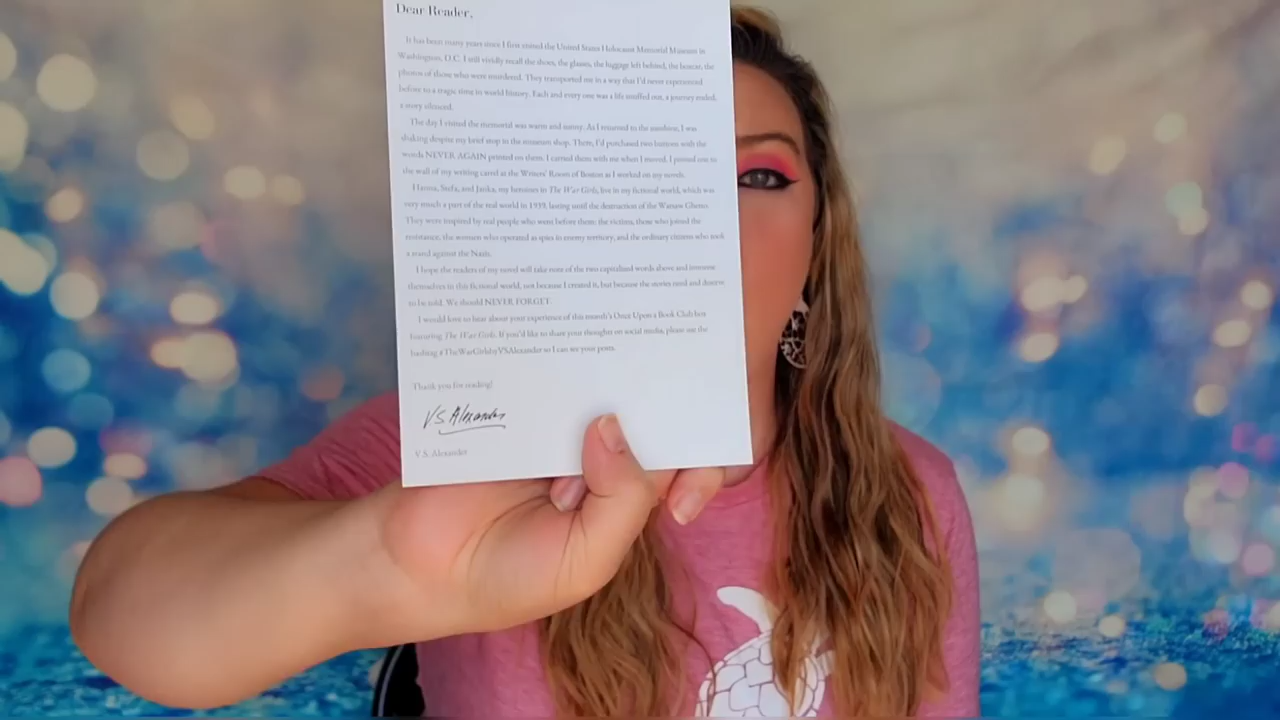 Dear Reader,
It has been many years since I first visited the United States Holocaust Memorial Museum in
Washington, D.C. I still vividly recall the shoes, the glasses, the luggage left behind, the boxcar, the
photos of those who were murdered. They transported me in a way that I'd never experienced
before to a tragic time in world history. Each and every one was a life snuffed out, a journey ended,
a story silenced.
The day I visited the memorial was warm and sunny. As I returned to the sunshine, I was
shaking despite my brief stop in the museum shop. There, I'd purchased two buttons with the
words NEVER AGAIN printed on them. I carried them with me when I moved. I pinned one to
the wall of my writing carrel at the Writers' Room of Boston as I worked on my novels.
Hanna, Stefa, and Janka, my heroines in The War Girls, live in my fictional world, which was
very much a part of the real world in 1939, lasting until the destruction of the Warsaw Ghetto.
They were inspired by real people who went before them: the victims, those who joined the
resistance, the women who operated as spies in enemy territory, and the ordinary citizens who took
a stand against the Nazis.
I hope the readers of my novel will take note of the two capitalized words above and immerse
themselves in this fictional world, not because I created it, but because the stories need and deserve
to be told. We should NEVER FORGET.
I would love to hear about your experience of this month's Once Upon a Book Club box
featuring The War Girls. If you'd like to share your thoughts on social media, please use the
hashtag #TheWarGirlsbyVSAlexander so I can see your posts.
Thank you for reading!
V.S. Alexander
V.S. Alexander